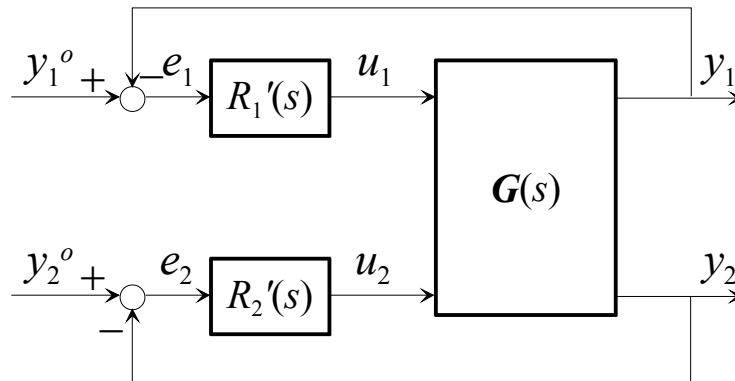 y₁ᵒ + − e₁ R₁'(s) u₁ y₁
G(s)
y₂ᵒ + − e₂ R₂'(s) u₂ y₂